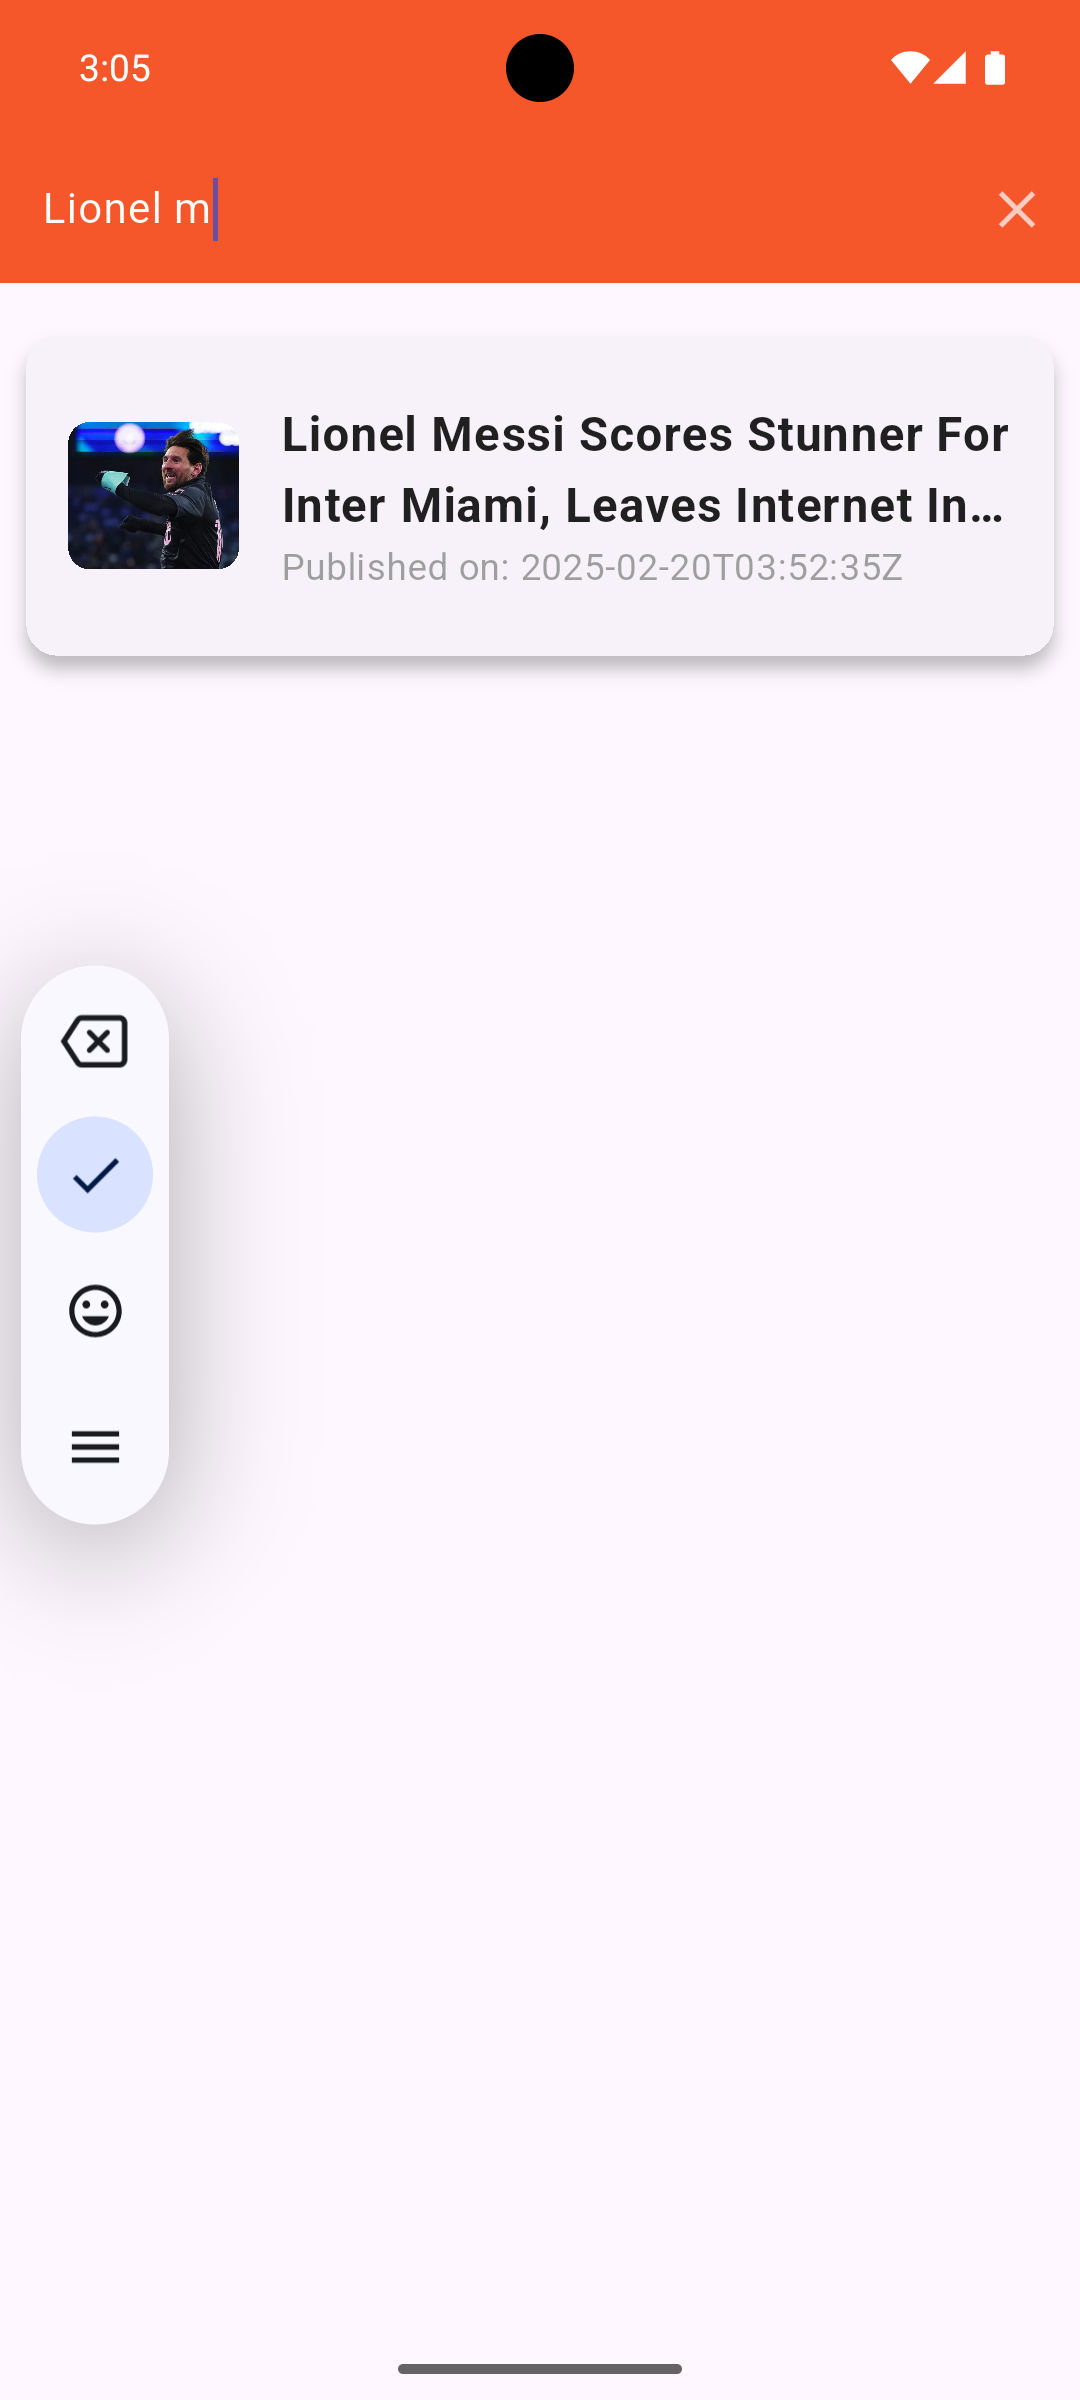 3:05
Lionel m
Lionel Messi Scores Stunner For
Inter Miami, Leaves Internet In…
Published on: 2025-02-20T03:52:35Z